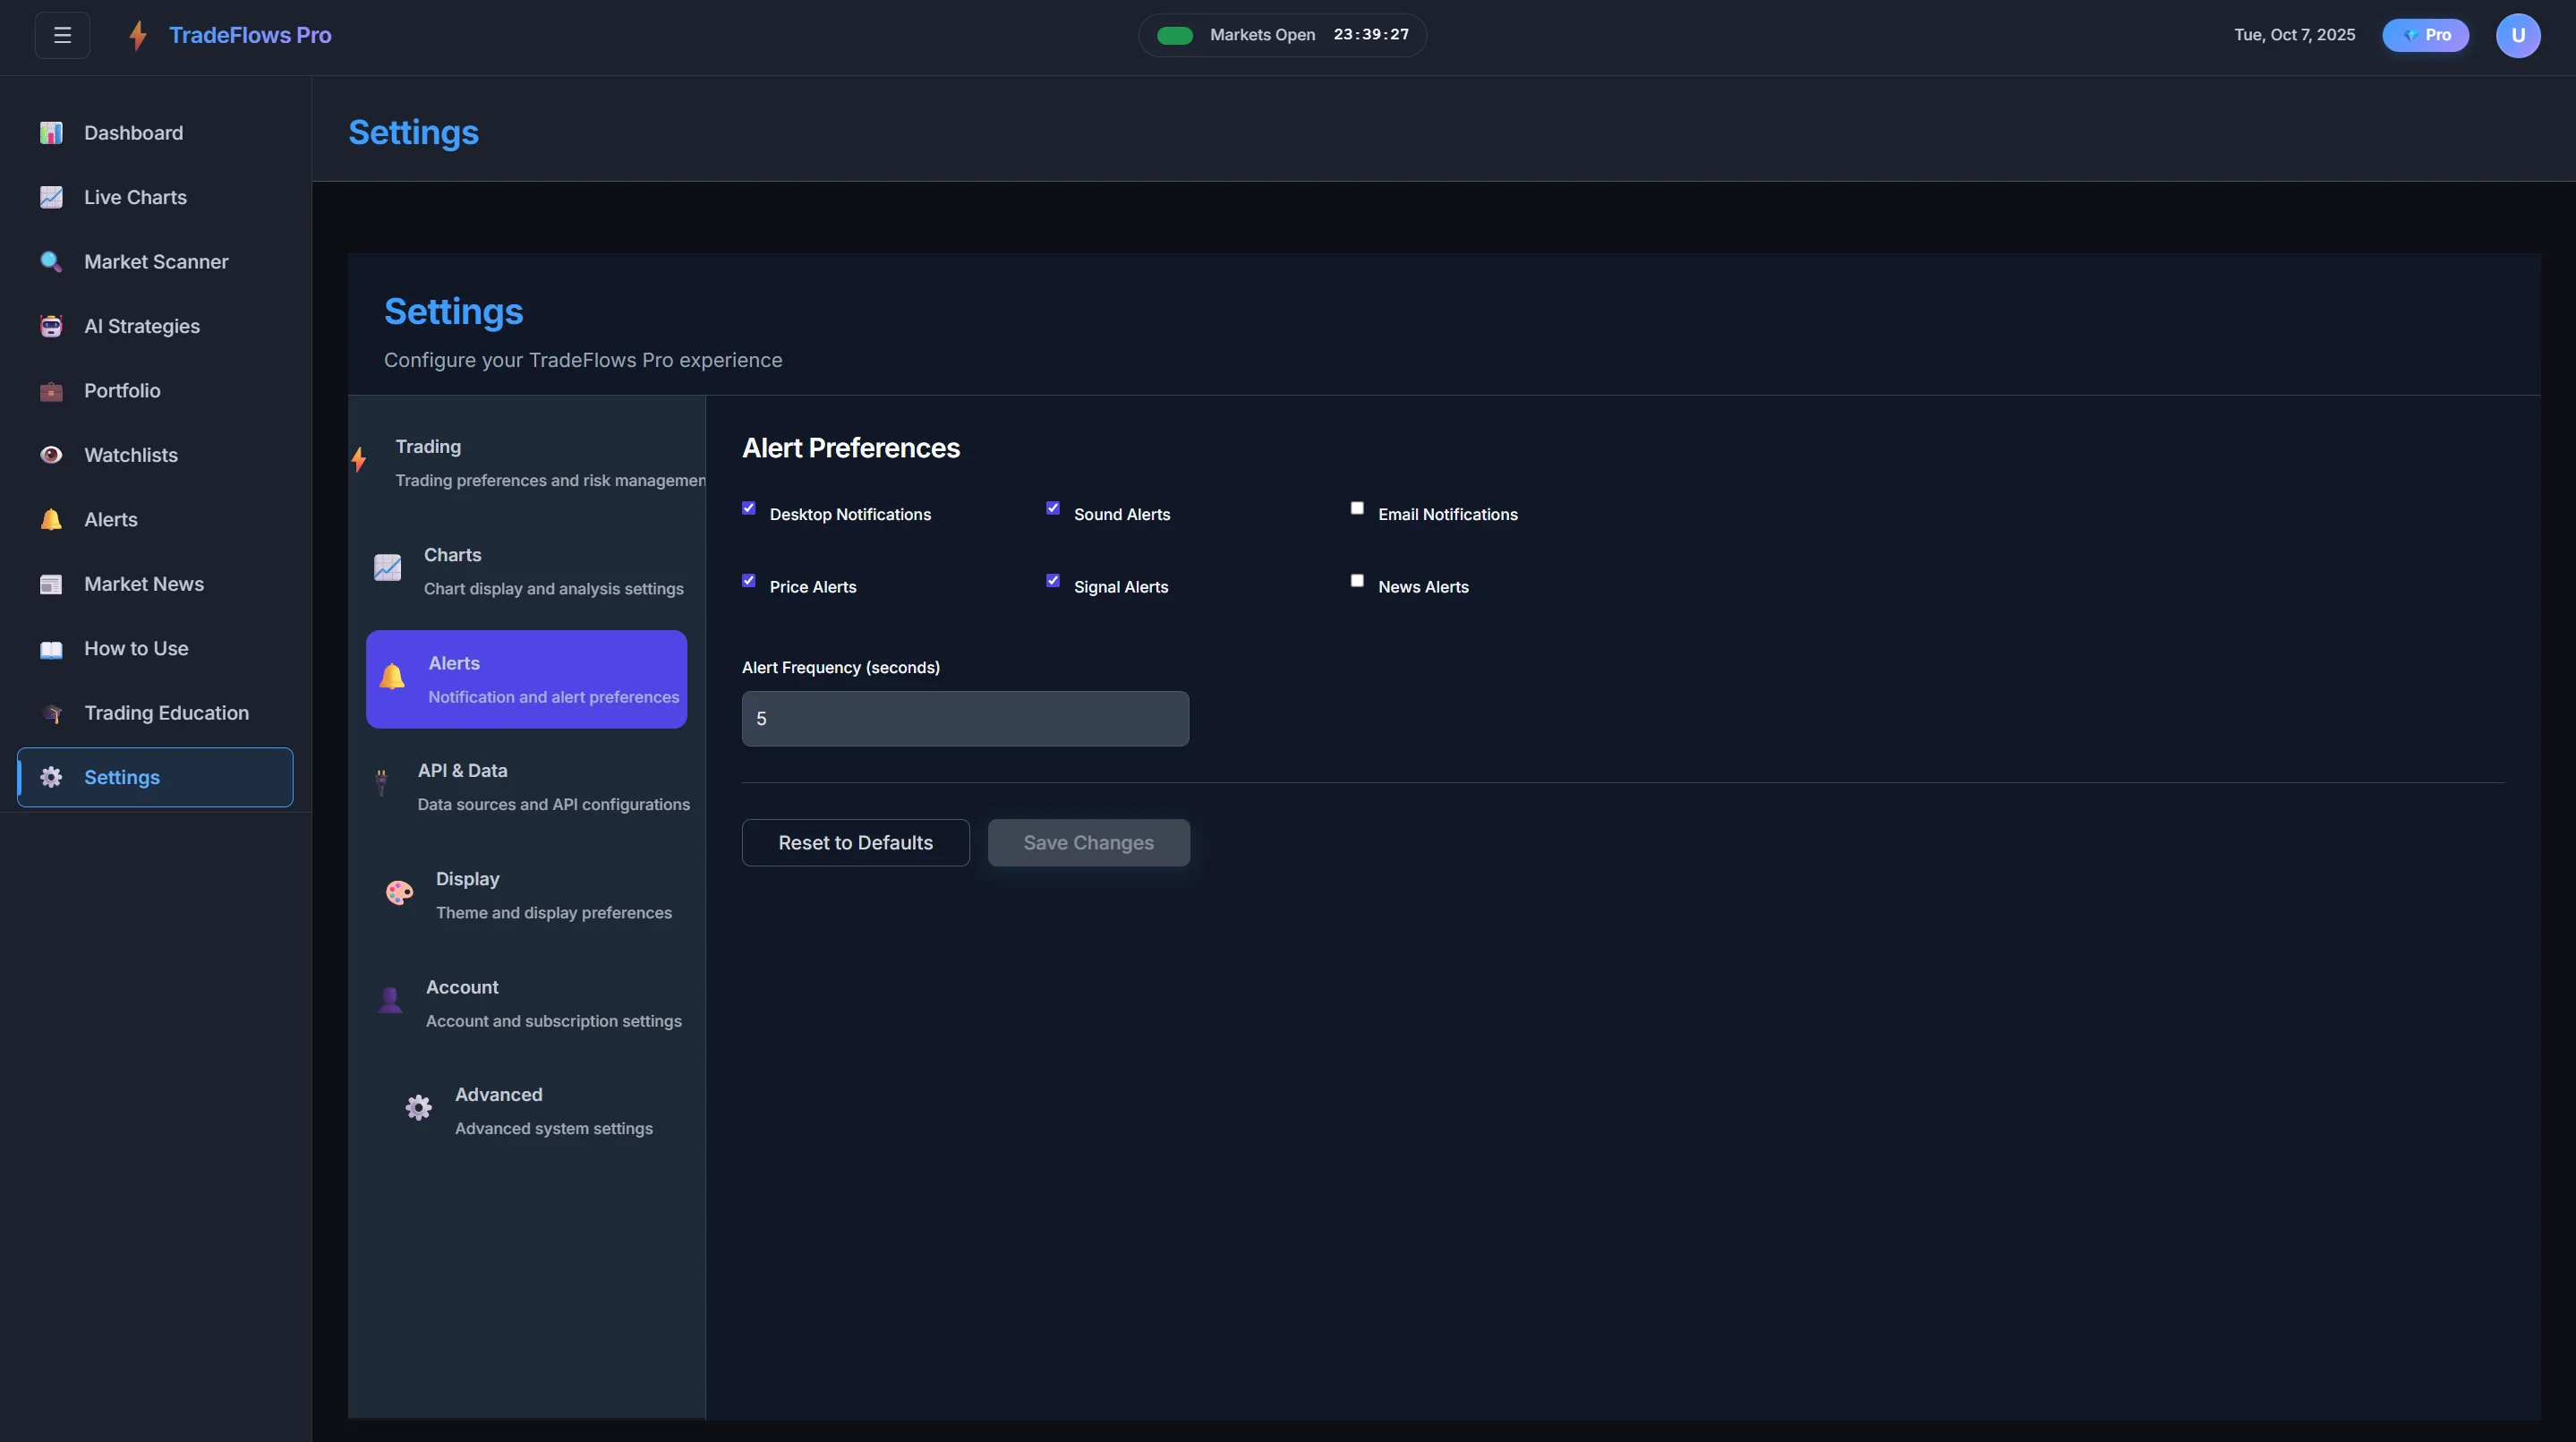 TradeFlows Pro
Markets Open 23:39:27
Tue, Oct 7, 2025
Pro
U
Dashboard
Live Charts
Market Scanner
AI Strategies
Portfolio
Watchlists
Alerts
Market News
How to Use
Trading Education
Settings
Settings
Settings
Configure your TradeFlows Pro experience
Trading
Trading preferences and risk managemen
Charts
Chart display and analysis settings
Alerts
Notification and alert preferences
API & Data
Data sources and API configurations
Display
Theme and display preferences
Account
Account and subscription settings
Advanced
Advanced system settings
Alert Preferences
Desktop Notifications
Sound Alerts
Email Notifications
Price Alerts
Signal Alerts
News Alerts
Alert Frequency (seconds)
5
Reset to Defaults
Save Changes